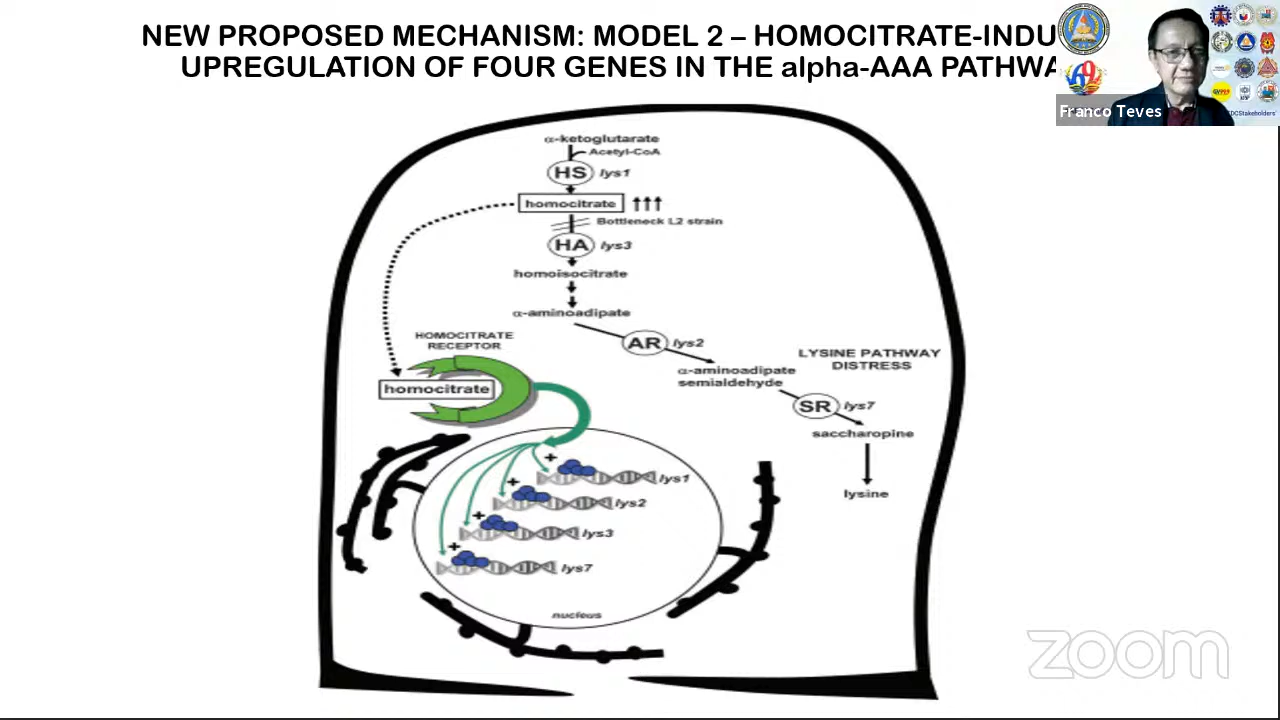 NEW PROPOSED MECHANISM: MODEL 2 – HOMOCITRATE-INDU
UPREGULATION OF FOUR GENES IN THE alpha-AAA PATHWA
Franco Teves
α-ketoglutarate
Acetyl-CoA
HS lys1
homocitrate
Bottleneck L2 strain
HA lys3
homoisocitrate
α-aminoadipate
AR lys2
α-aminoadipate
semialdehyde
LYSINE PATHWAY
DISTRESS
SR lys7
saccharopine
lysine
HOMOCITRATE
RECEPTOR
homocitrate
+ lys1
+ lys2
+ lys3
+ lys7
nucleus
zoom